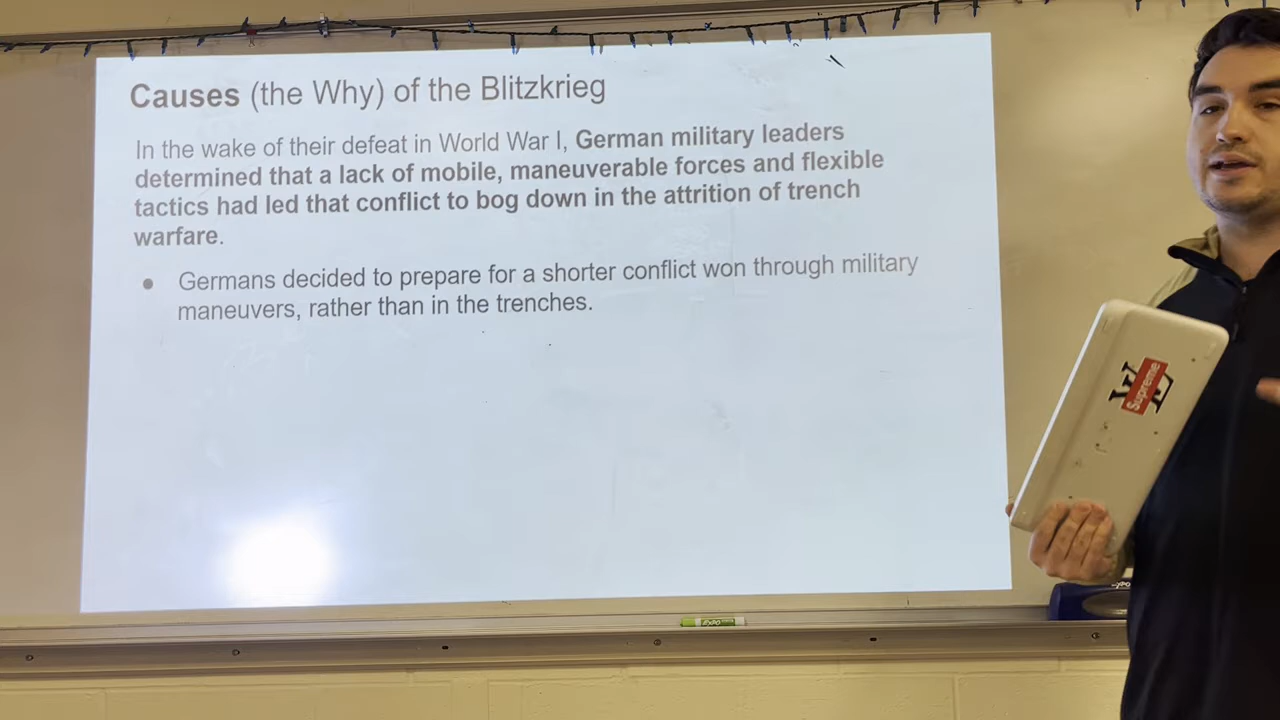 Causes (the Why) of the Blitzkrieg
In the wake of their defeat in World War I, German military leaders
determined that a lack of mobile, maneuverable forces and flexible
tactics had led that conflict to bog down in the attrition of trench
warfare.
● Germans decided to prepare for a shorter conflict won through military
maneuvers, rather than in the trenches.
Supreme
EXPO